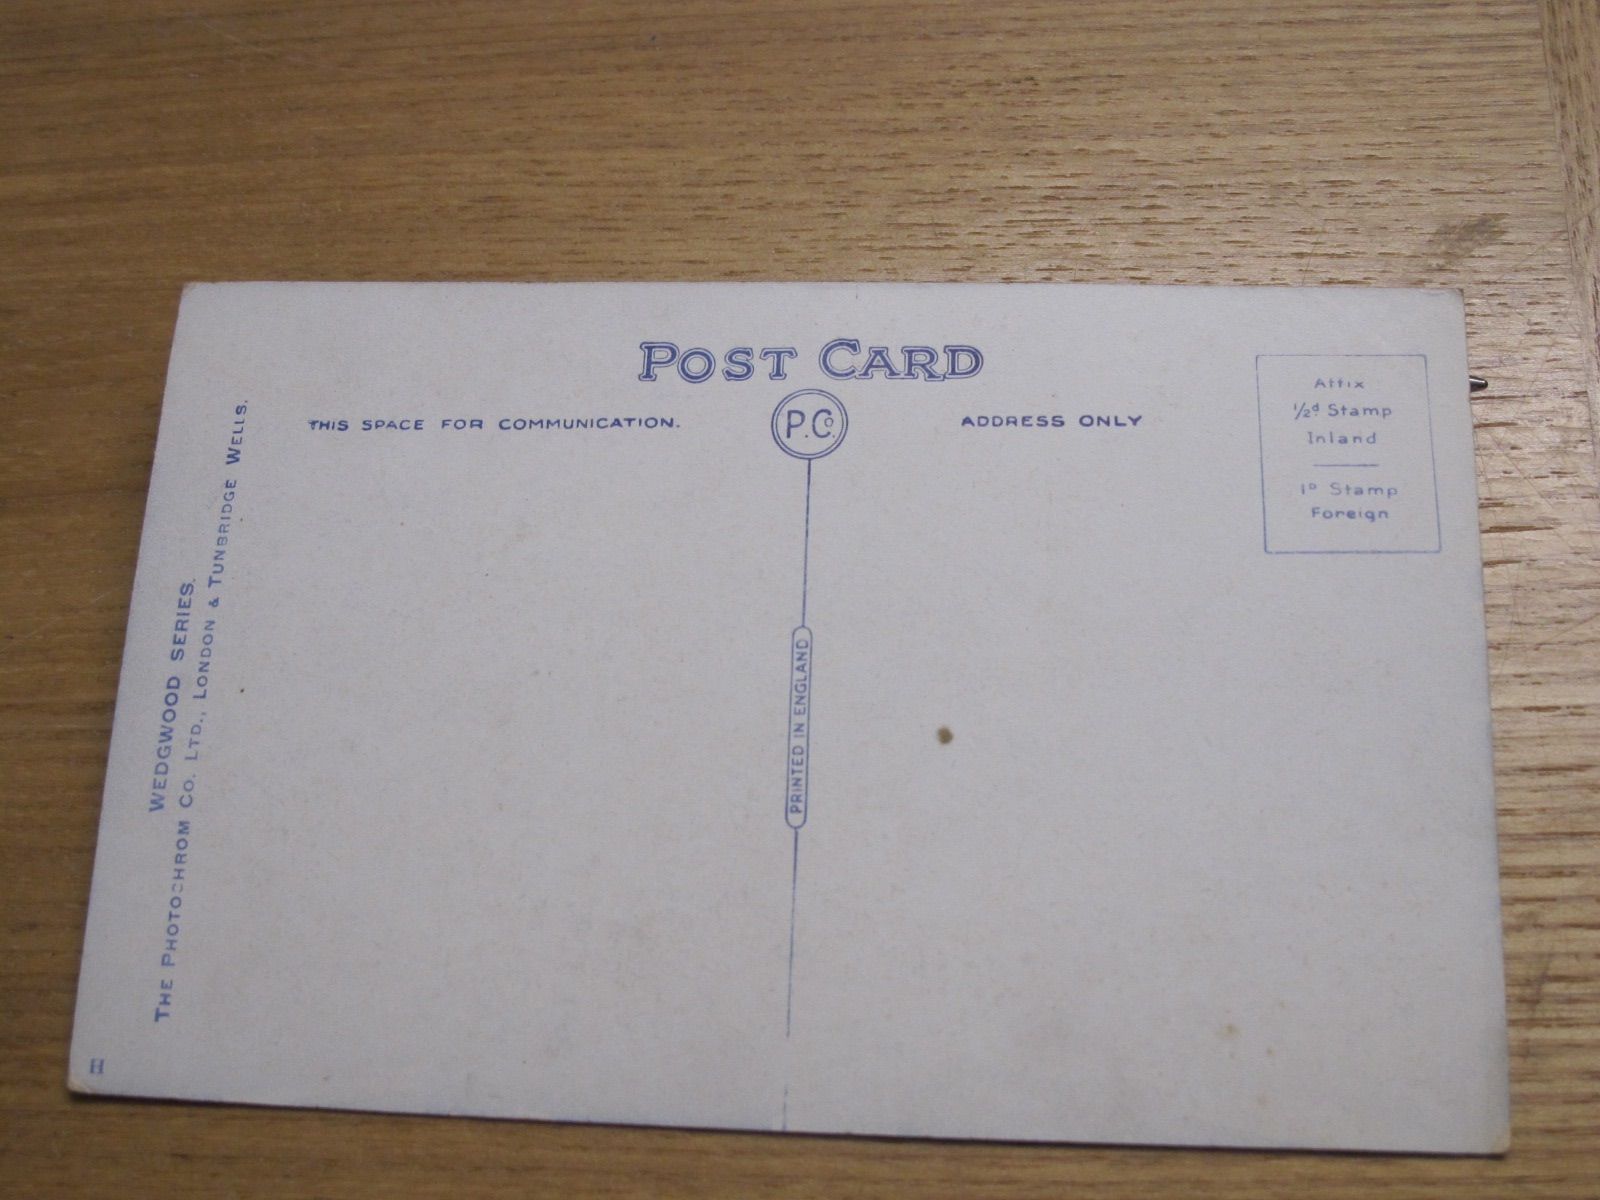 POST CARD
THIS SPACE FOR COMMUNICATION.
P.Co.
ADDRESS ONLY
Affix
1/2d Stamp
Inland
1D Stamp
Foreign
PRINTED IN ENGLAND
WEDGWOOD SERIES.
THE PHOTOCHROM CO. LTD., LONDON & TUNBRIDGE WELLS.